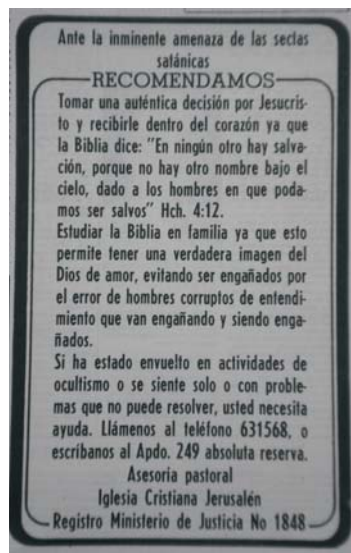 Ante la inminente amenaza de las sectas
satánicas
RECOMENDAMOS
Tomar una auténtica decisión por Jesucris-
to y recibirle dentro del corazón ya que
la Biblia dice: "En ningún otro hay salva-
ción, porque no hay otro nombre bajo el
cielo, dado a los hombres en que poda-
mos ser salvos" Hch. 4:12.
Estudiar la Biblia en familia ya que esto
permite tener una verdadera imagen del
Dios de amor, evitando ser engañados por
el error de hombres corruptos de entendi-
miento que van engañando y siendo enga-
ñados.
Si ha estado envuelto en actividades de
ocultismo o se siente solo o con proble-
mas que no puede resolver, usted necesita
ayuda. Llámenos al teléfono 631568, o
escríbanos al Apdo. 249 absoluta reserva.
Asesoria pastoral
Iglesia Cristiana Jerusalén
Registro Ministerio de Justicia No 1848